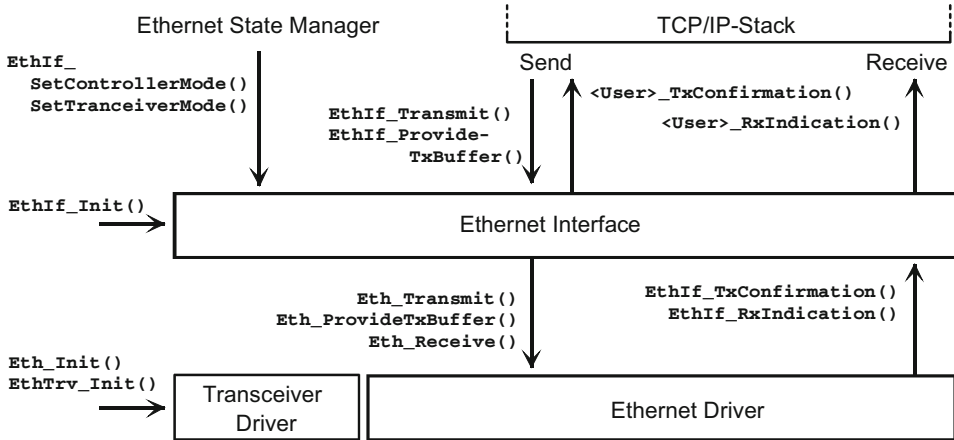 Ethernet State Manager
TCP/IP-Stack
EthIf_
SetControllerMode()
SetTranceiverMode()
Send
Receive
EthIf_Transmit()
EthIf_Provide-
TxBuffer()
<User>_TxConfirmation()
<User>_RxIndication()
EthIf_Init()
Ethernet Interface
Eth_Transmit()
Eth_ProvideTxBuffer()
Eth_Receive()
EthIf_TxConfirmation()
EthIf_RxIndication()
Eth_Init()
EthTrv_Init()
Transceiver
Driver
Ethernet Driver